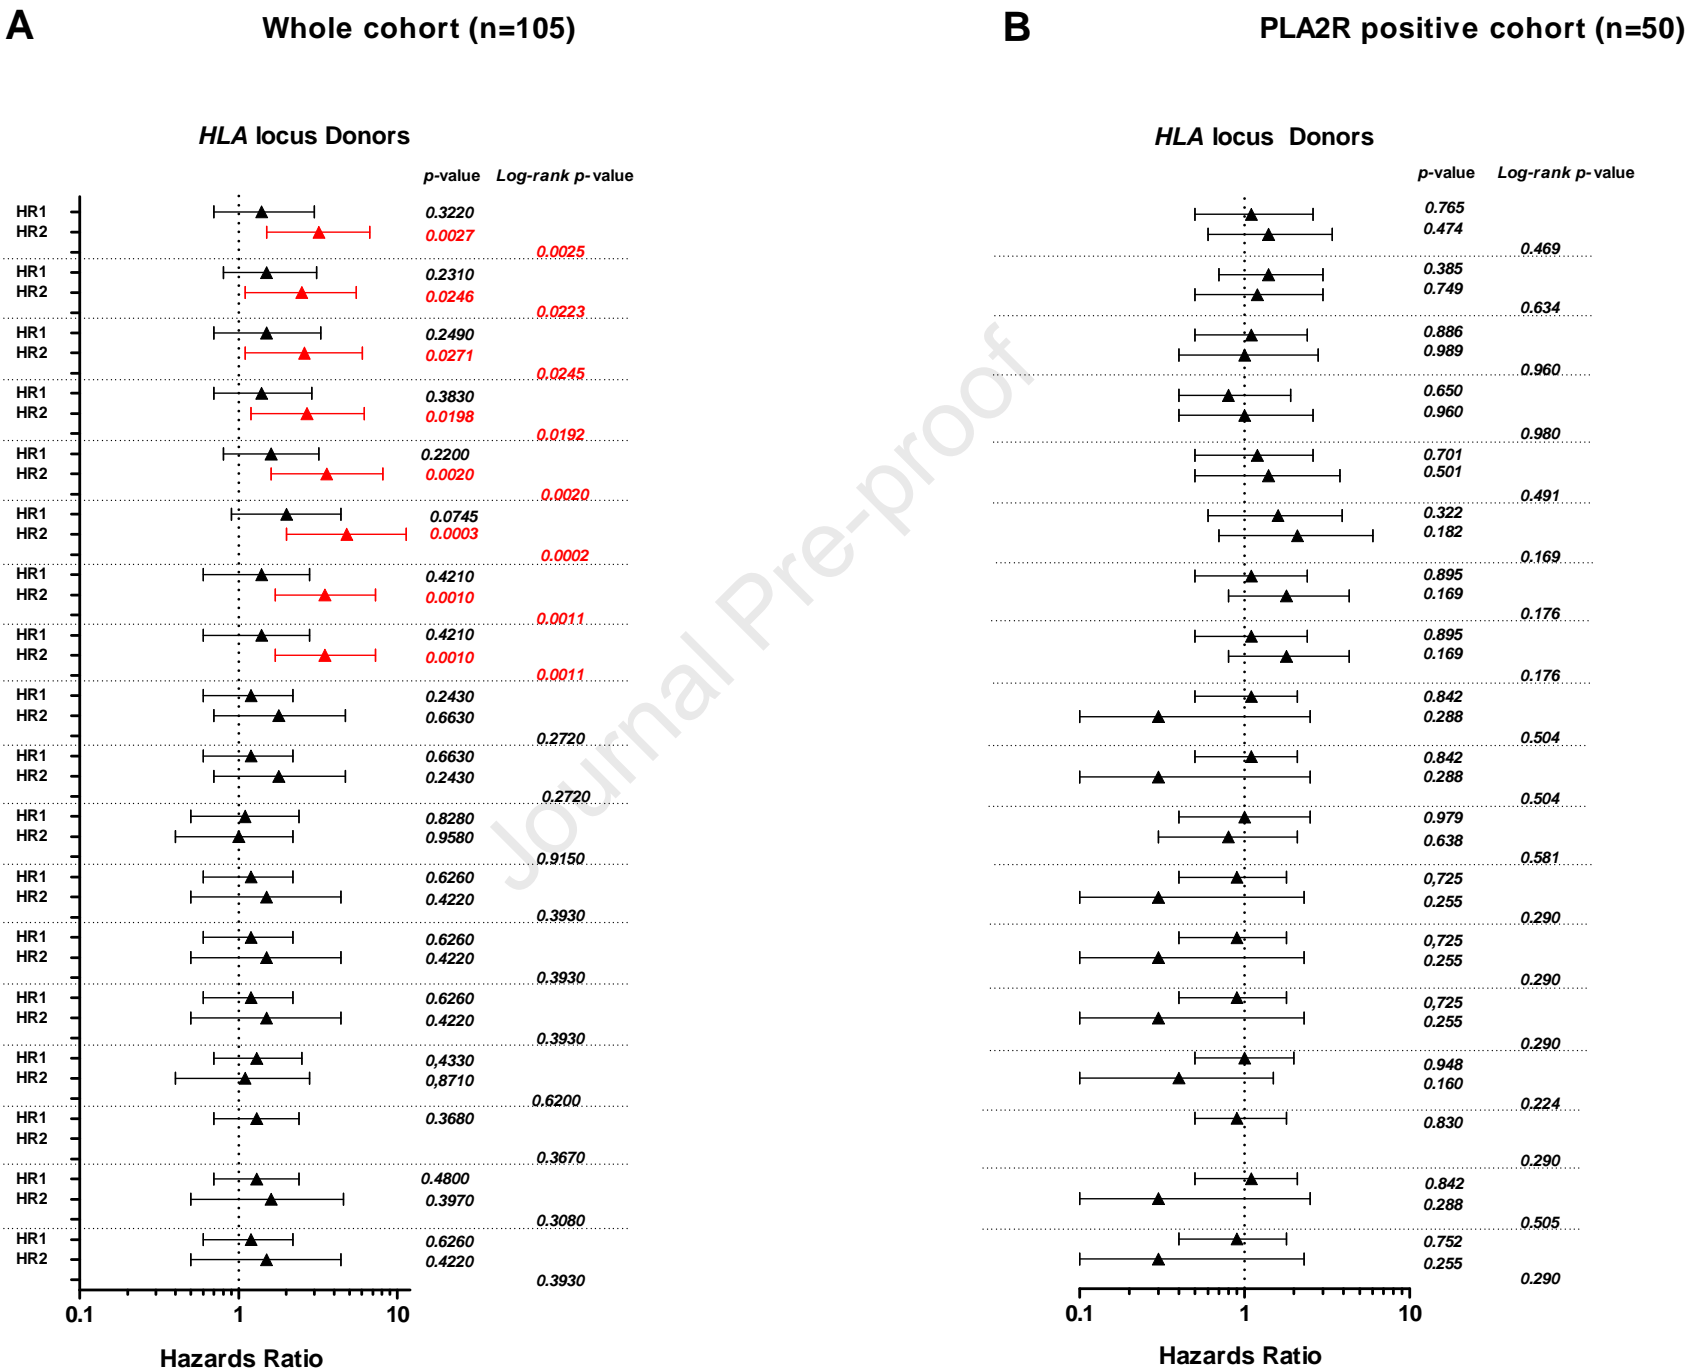 A Whole cohort (n=105)
HLA locus Donors
p-value Log-rank p-value
HR1 0.3220
HR2 0.0027
0.0025
HR1 0.2310
HR2 0.0246
0.0223
HR1 0.2490
HR2 0.0271
0.0245
HR1 0.3830
HR2 0.0198
0.0192
HR1 0.2200
HR2 0.0020
0.0020
HR1 0.0745
HR2 0.0003
0.0002
HR1 0.4210
HR2 0.0010
0.0011
HR1 0.4210
HR2 0.0010
0.0011
HR1 0.2430
HR2 0.6630
0.2720
HR1 0.6630
HR2 0.2430
0.2720
HR1 0.8280
HR2 0.9580
0.9150
HR1 0.6260
HR2 0.4220
0.3930
HR1 0.6260
HR2 0.4220
0.3930
HR1 0.6260
HR2 0.4220
0.3930
HR1 0,4330
HR2 0,8710
0.6200
HR1 0.3680
HR2
0.3670
HR1 0.4800
HR2 0.3970
0.3080
HR1 0.6260
HR2 0.4220
0.3930
0.1 1 10
Hazards Ratio
B PLA2R positive cohort (n=50)
HLA locus Donors
p-value Log-rank p-value
0.765
0.474
0.469
0.385
0.749
0.634
0.886
0.989
0.960
0.650
0.960
0.980
0.701
0.501
0.491
0.322
0.182
0.169
0.895
0.169
0.176
0.895
0.169
0.176
0.842
0.288
0.504
0.842
0.288
0.504
0.979
0.638
0.581
0,725
0.255
0.290
0,725
0.255
0.290
0,725
0.255
0.290
0.948
0.160
0.224
0.830
0.290
0.842
0.288
0.505
0.752
0.255
0.290
0.1 1 10
Hazards Ratio
Journal Pre-proof